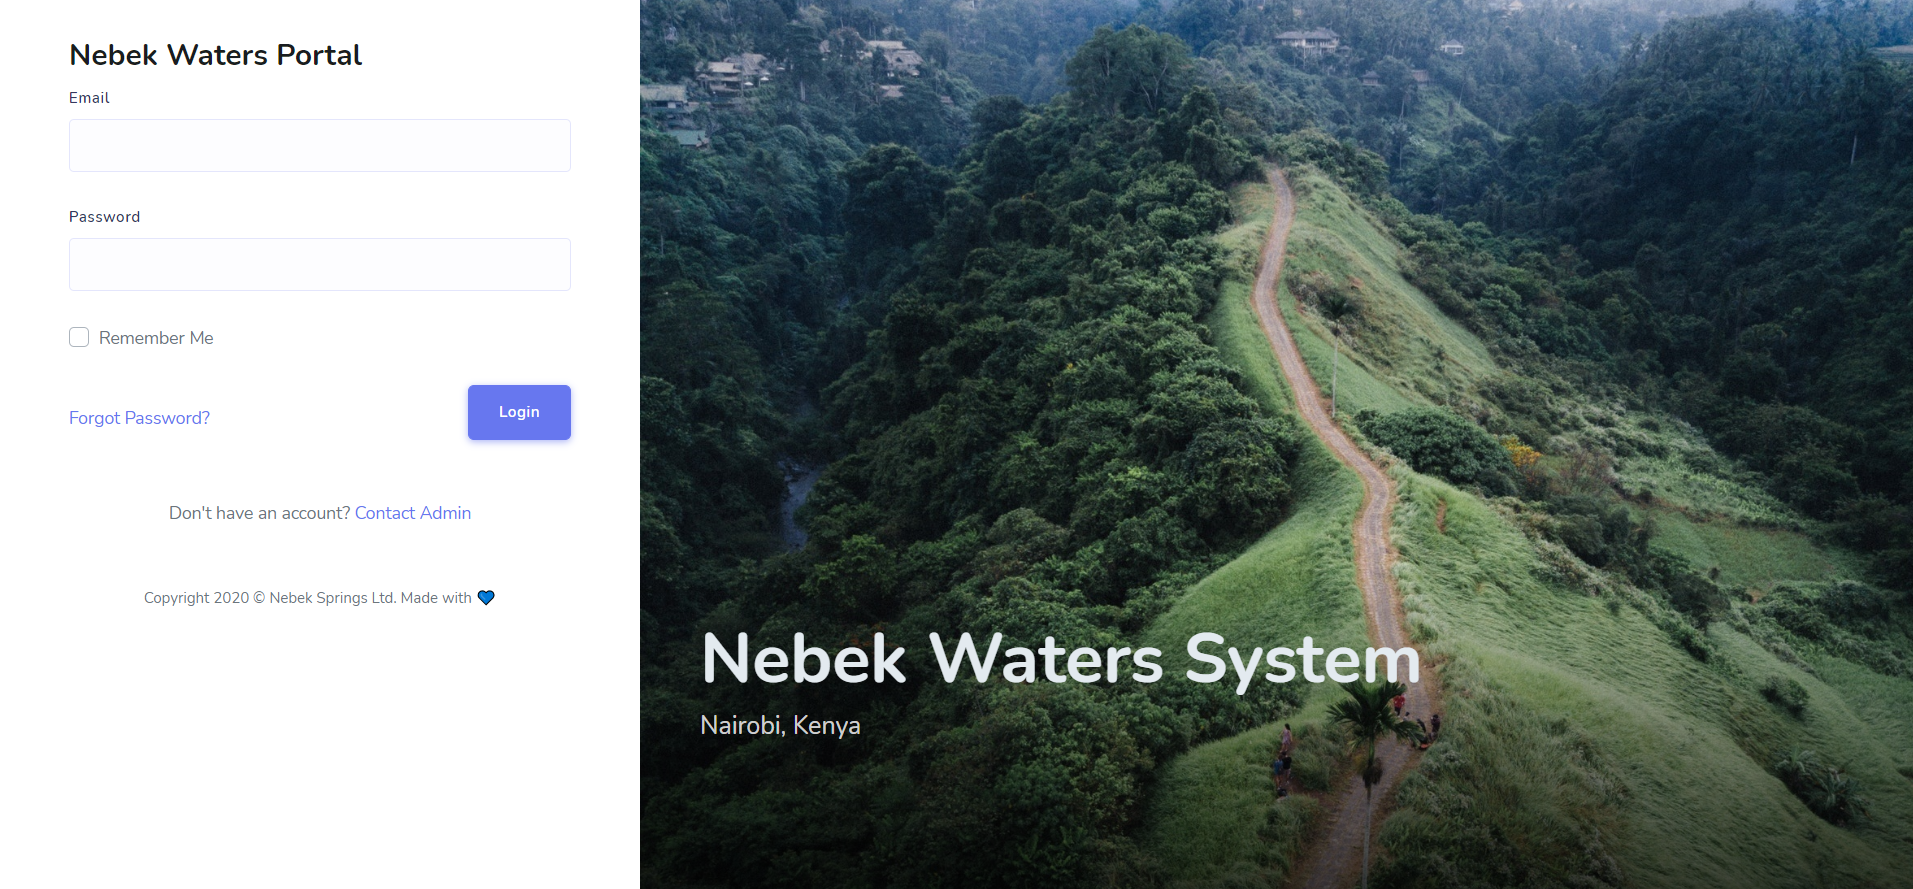 Nebek Waters Portal
Email
Password
Remember Me
Forgot Password?
Login
Don't have an account? Contact Admin
Copyright 2020 © Nebek Springs Ltd. Made with 💙
Nebek Waters System
Nairobi, Kenya